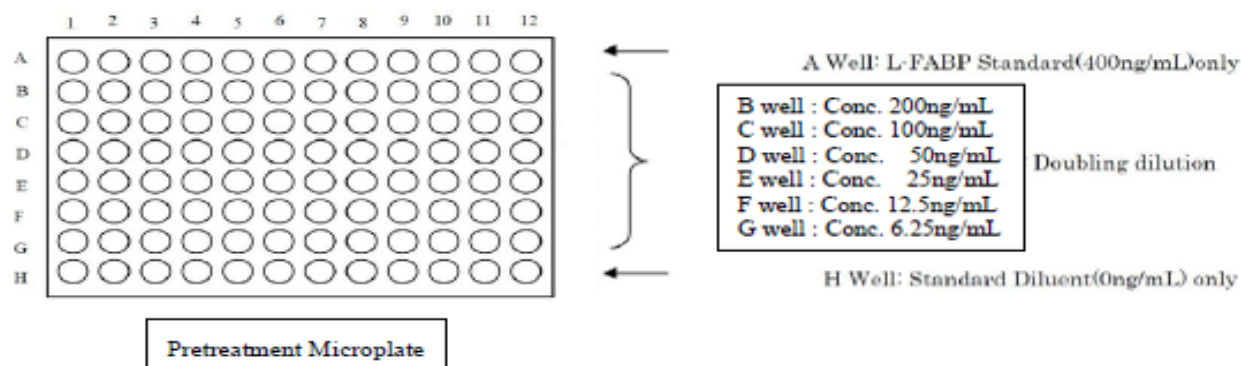 1 2 3 4 5 6 7 8 9 10 11 12
A
B
C
D
E
F
G
H
A Well: L-FABP Standard(400ng/mL)only
B well : Conc. 200ng/mL
C well : Conc. 100ng/mL
D well : Conc. 50ng/mL
E well : Conc. 25ng/mL
F well : Conc. 12.5ng/mL
G well : Conc. 6.25ng/mL
Doubling dilution
H Well: Standard Diluent(0ng/mL) only
Pretreatment Microplate